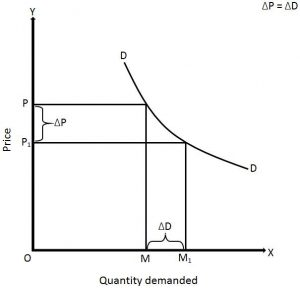 Y
ΔP = ΔD
D
P
-ΔP
P1
Price
ΔD
D
O
M
M1
X
Quantity demanded